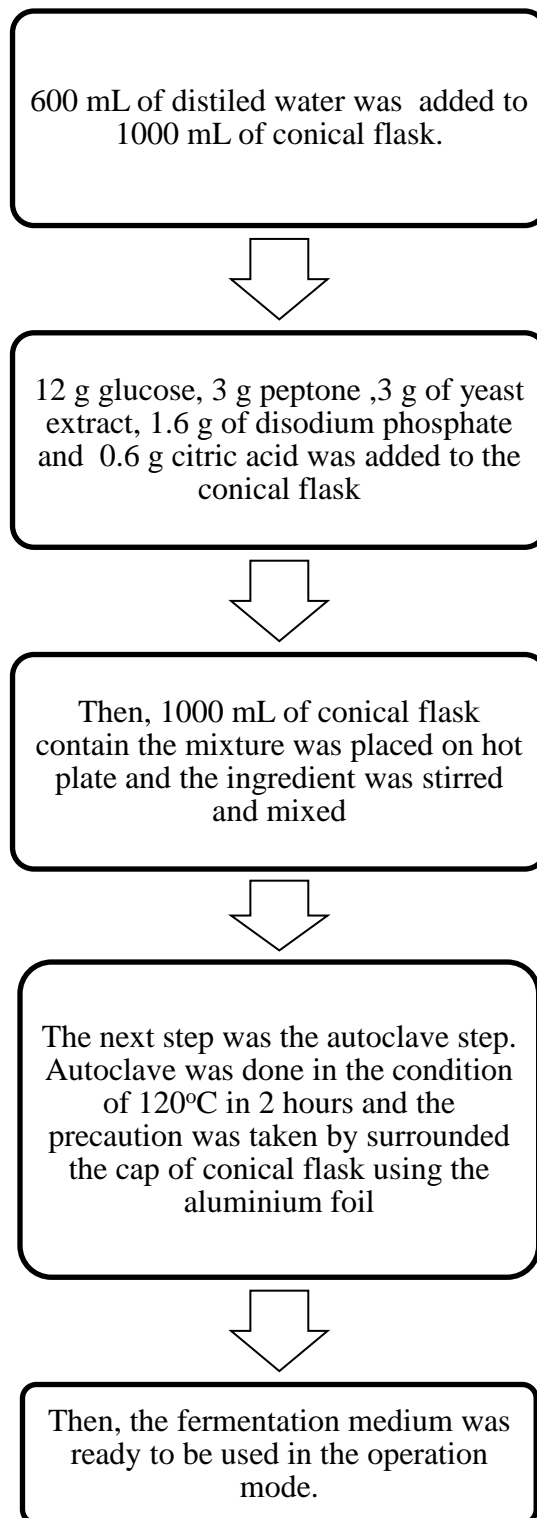 600 mL of distiled water was  added to
1000 mL of conical flask.
12 g glucose, 3 g peptone ,3 g of yeast
extract, 1.6 g of disodium phosphate
and  0.6 g citric acid was added to the
conical flask
Then, 1000 mL of conical flask
contain the mixture was placed on hot
plate and the ingredient was stirred
and mixed
The next step was the autoclave step.
Autoclave was done in the condition
of 120°C in 2 hours and the
precaution was taken by surrounded
the cap of conical flask using the
aluminium foil
Then, the fermentation medium was
ready to be used in the operation
mode.